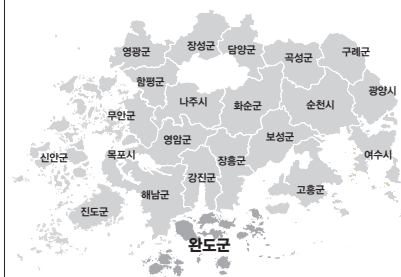 영광군
장성군
담양군
곡성군
구례군
함평군
나주시
화순군
순천시
광양시
무안군
영암군
보성군
신안군
목포시
장흥군
여수시
강진군
해남군
고흥군
진도군
완도군